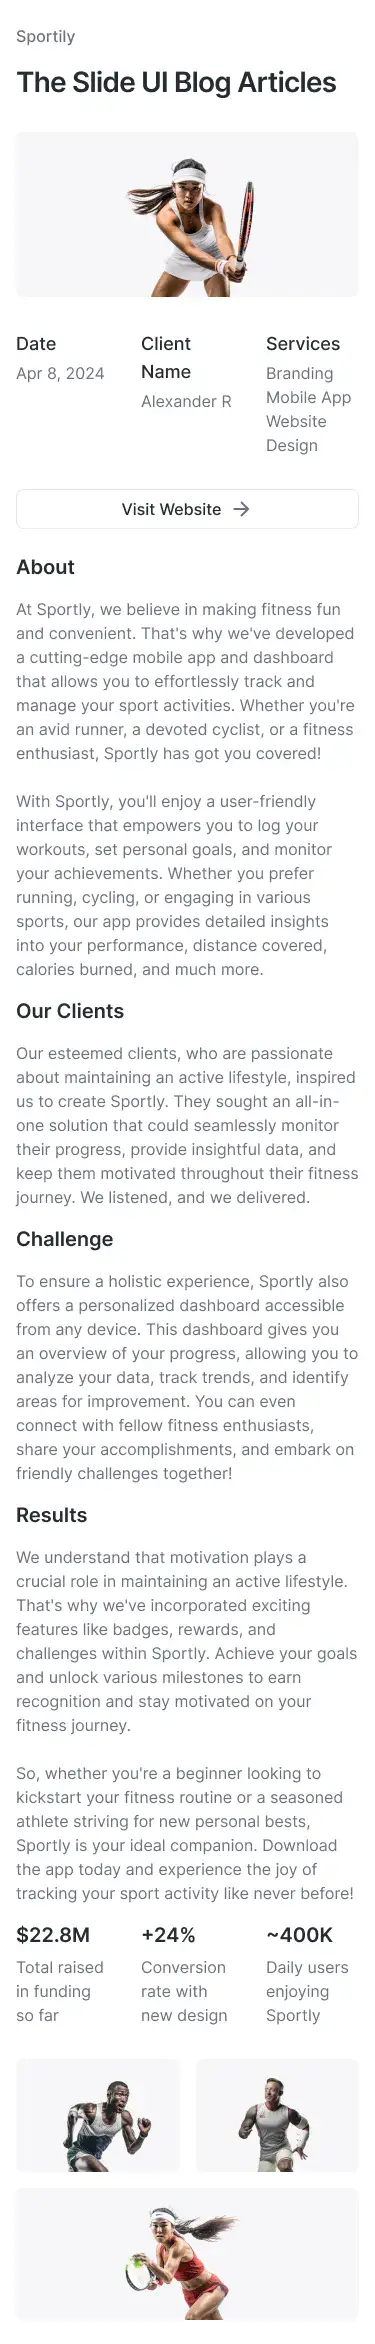 Sportily
The Slide UI Blog Articles
Date
Apr 8, 2024
Client
Name
Alexander R
Services
Branding
Mobile App
Website
Design
Visit Website
About
At Sportly, we believe in making fitness fun
and convenient. That's why we've developed
a cutting-edge mobile app and dashboard
that allows you to effortlessly track and
manage your sport activities. Whether you're
an avid runner, a devoted cyclist, or a fitness
enthusiast, Sportly has got you covered!
With Sportly, you'll enjoy a user-friendly
interface that empowers you to log your
workouts, set personal goals, and monitor
your achievements. Whether you prefer
running, cycling, or engaging in various
sports, our app provides detailed insights
into your performance, distance covered,
calories burned, and much more.
Our Clients
Our esteemed clients, who are passionate
about maintaining an active lifestyle, inspired
us to create Sportly. They sought an all-in-
one solution that could seamlessly monitor
their progress, provide insightful data, and
keep them motivated throughout their fitness
journey. We listened, and we delivered.
Challenge
To ensure a holistic experience, Sportly also
offers a personalized dashboard accessible
from any device. This dashboard gives you
an overview of your progress, allowing you to
analyze your data, track trends, and identify
areas for improvement. You can even
connect with fellow fitness enthusiasts,
share your accomplishments, and embark on
friendly challenges together!
Results
We understand that motivation plays a
crucial role in maintaining an active lifestyle.
That's why we've incorporated exciting
features like badges, rewards, and
challenges within Sportly. Achieve your goals
and unlock various milestones to earn
recognition and stay motivated on your
fitness journey.
So, whether you're a beginner looking to
kickstart your fitness routine or a seasoned
athlete striving for new personal bests,
Sportly is your ideal companion. Download
the app today and experience the joy of
tracking your sport activity like never before!
$22.8M
Total raised
in funding
so far
+24%
Conversion
rate with
new design
~400K
Daily users
enjoying
Sportly